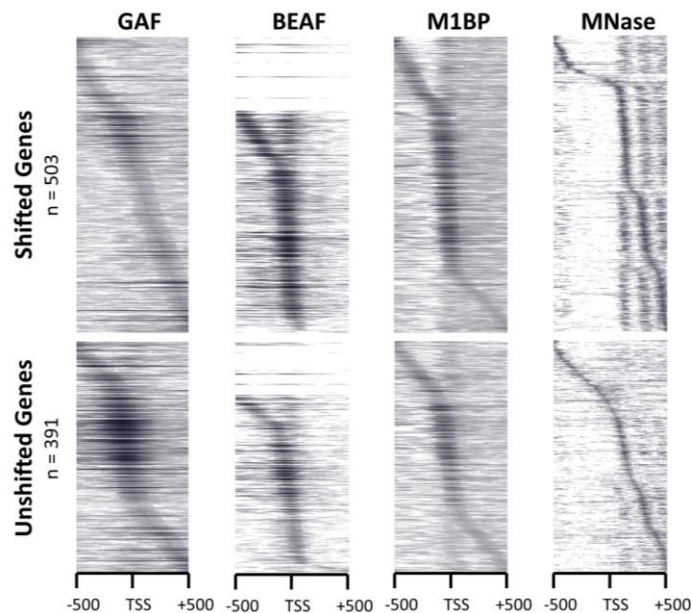 GAF BEAF M1BP MNase
Shifted Genes
n = 503
Unshifted Genes
n = 391
-500 TSS +500 -500 TSS +500 -500 TSS +500 -500 TSS +500